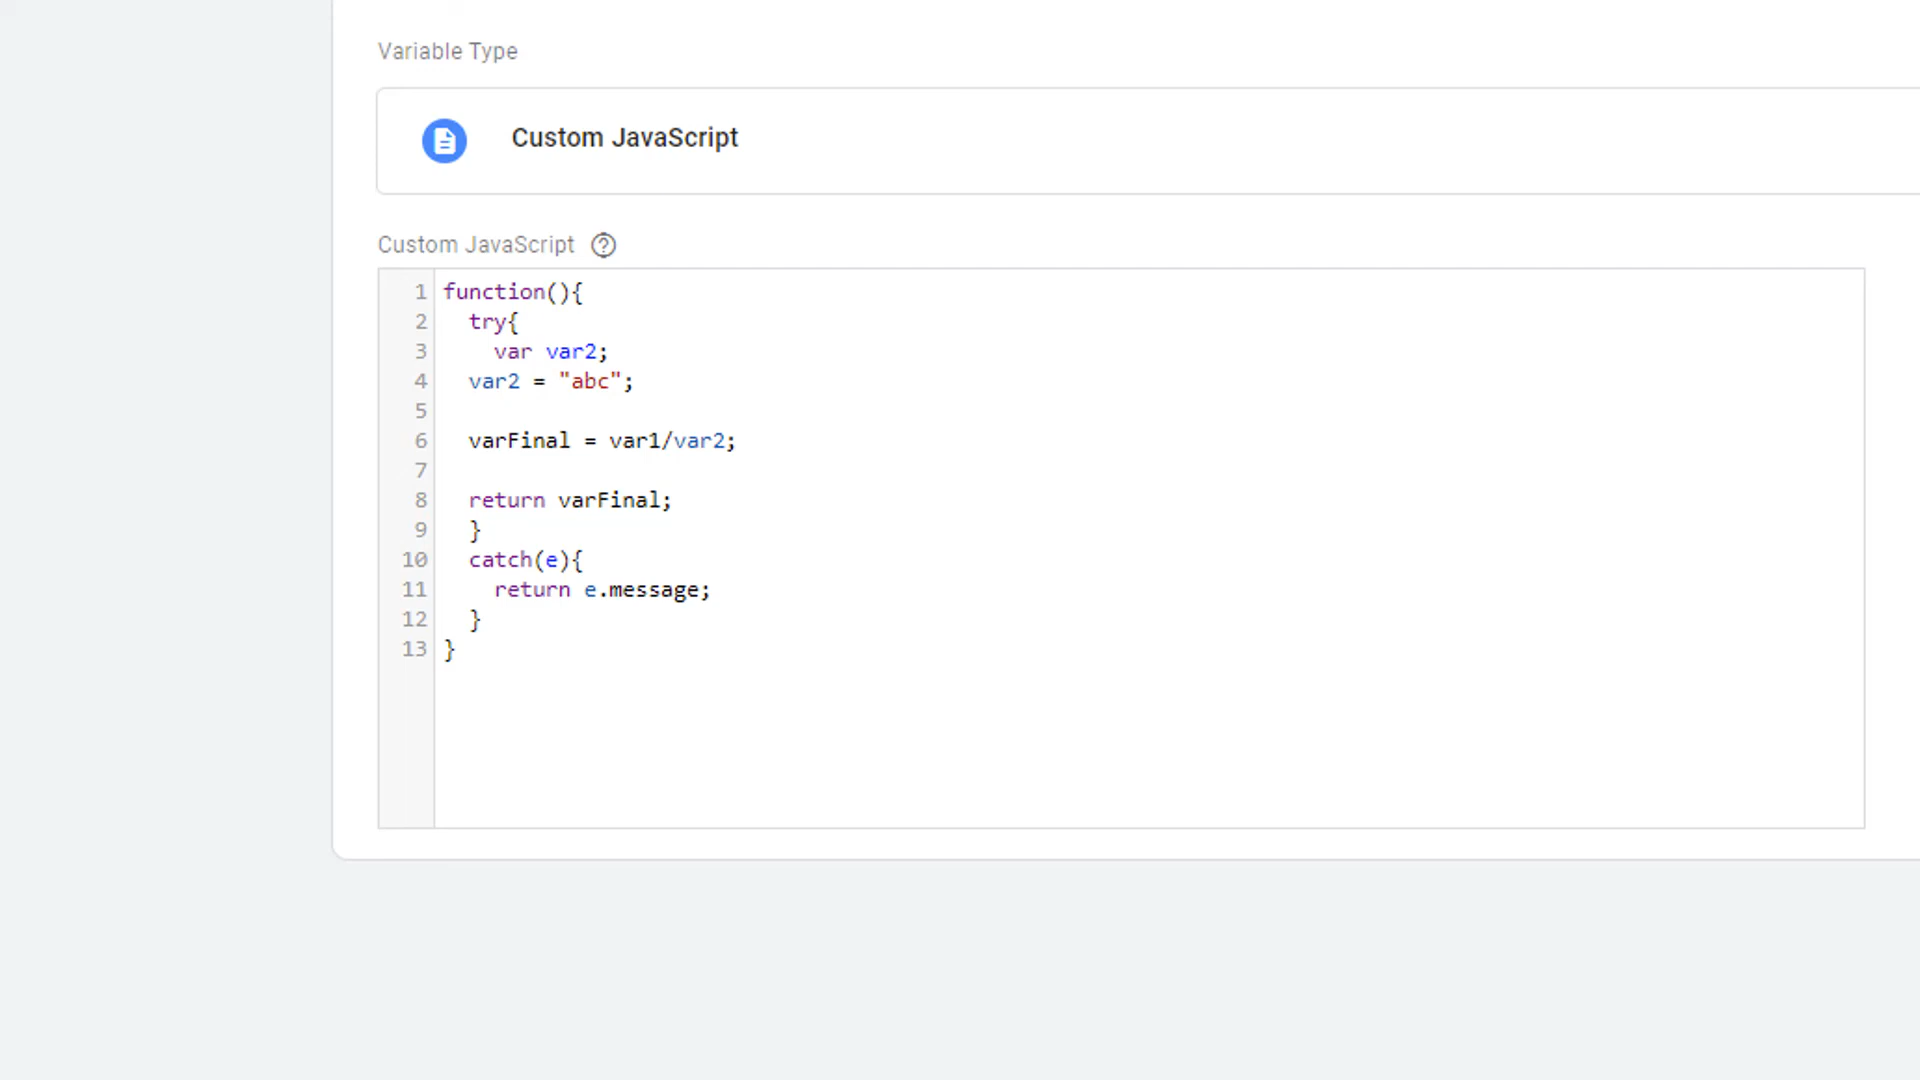 Variable Type
Custom JavaScript
Custom JavaScript ?
1 function(){
2   try{
3     var var2;
4   var2 = "abc";
5
6   varFinal = var1/var2;
7
8   return varFinal;
9   }
10   catch(e){
11     return e.message;
12   }
13 }